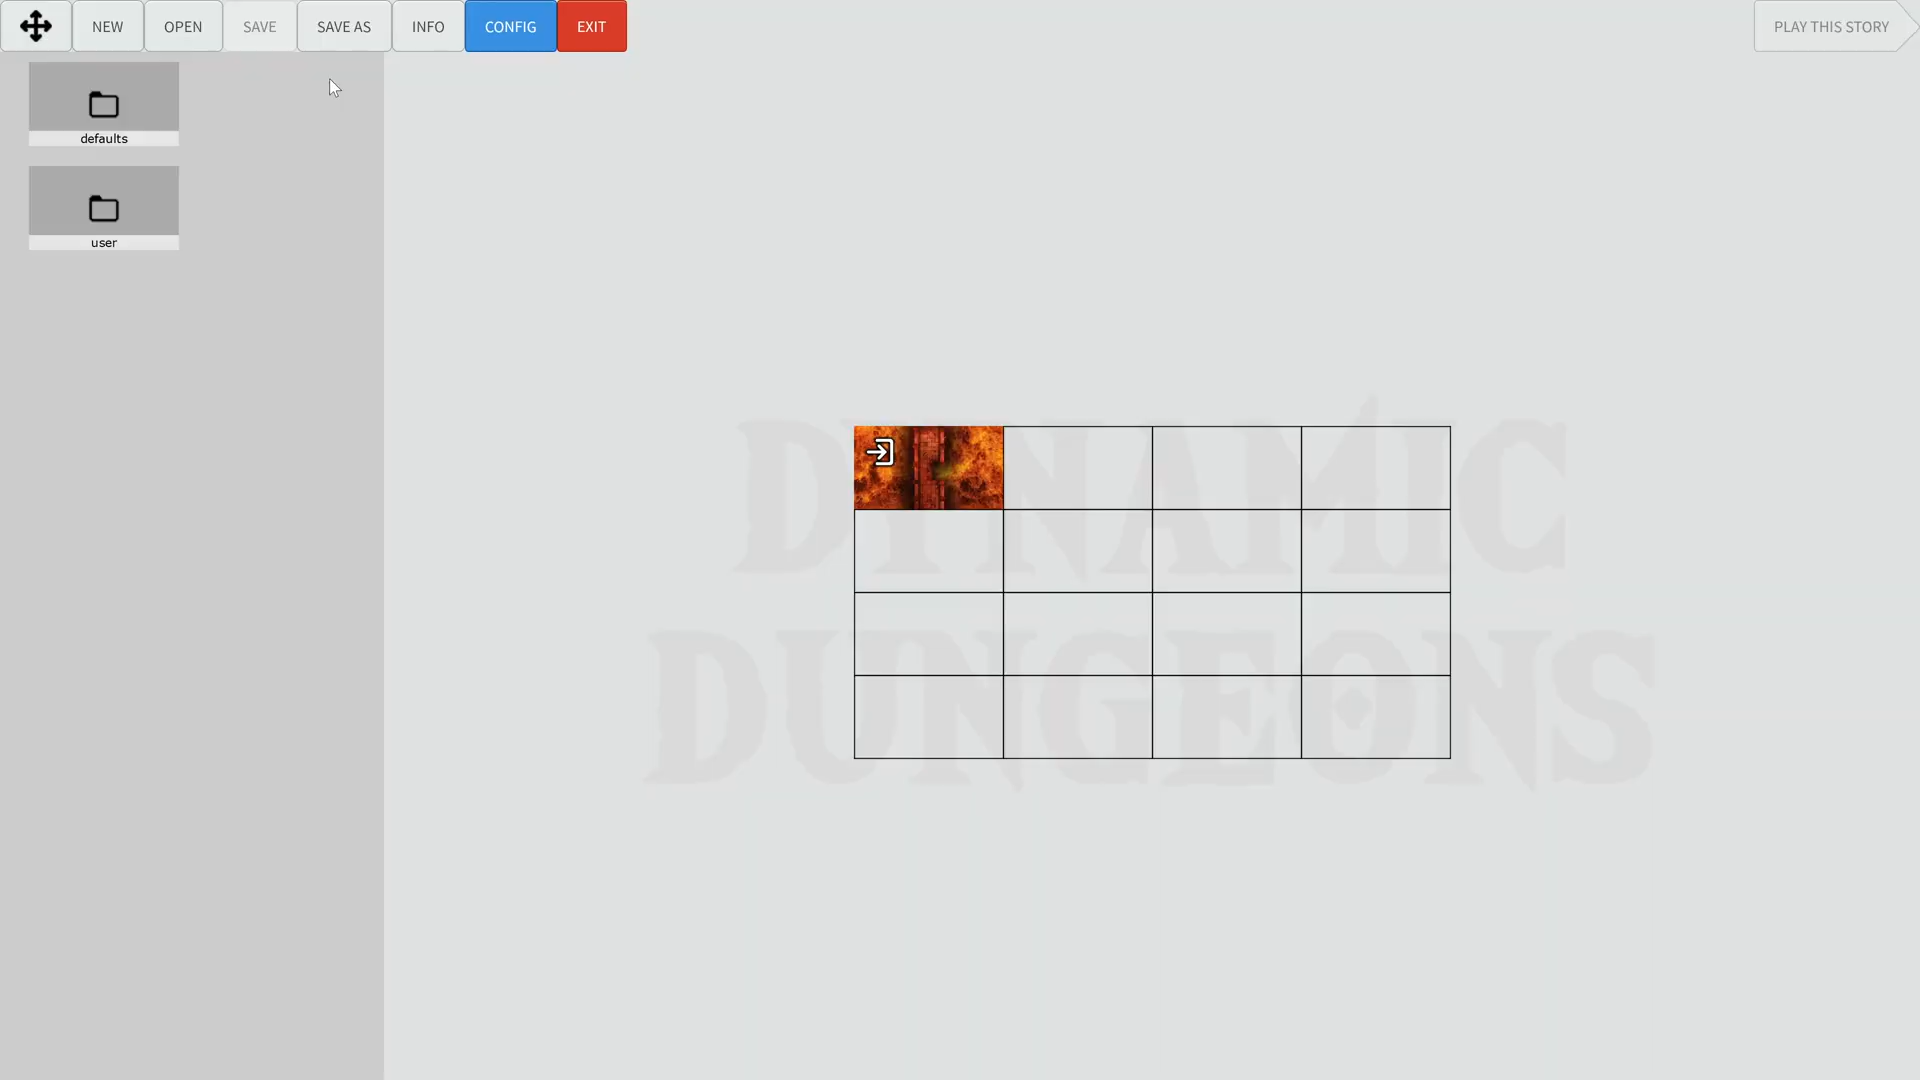 NEW OPEN SAVE SAVE AS INFO CONFIG EXIT PLAY THIS STORY
defaults
user
DYNAMIC
DUNGEONS